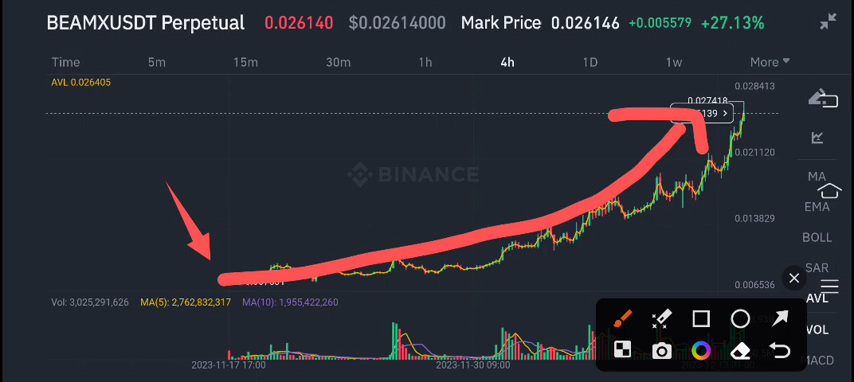 BEAMXUSDT Perpetual 0.026140 $0.02614000 Mark Price 0.026146 +0.005579 +27.13%
Time 5m 15m 30m 1h 4h 1D 1w More
AVL 0.026405
0.028413
0.027418
139
MA
0.021120
BINANCE
EMA
0.013829
BOLL
SAR
0.006536
AVL
Vol: 3,025,291,626 MA(5): 2,762,832,317 MA(10): 1,955,422,260
VOL
MACD
2023-11-17 17:00 2023-11-30 09:00